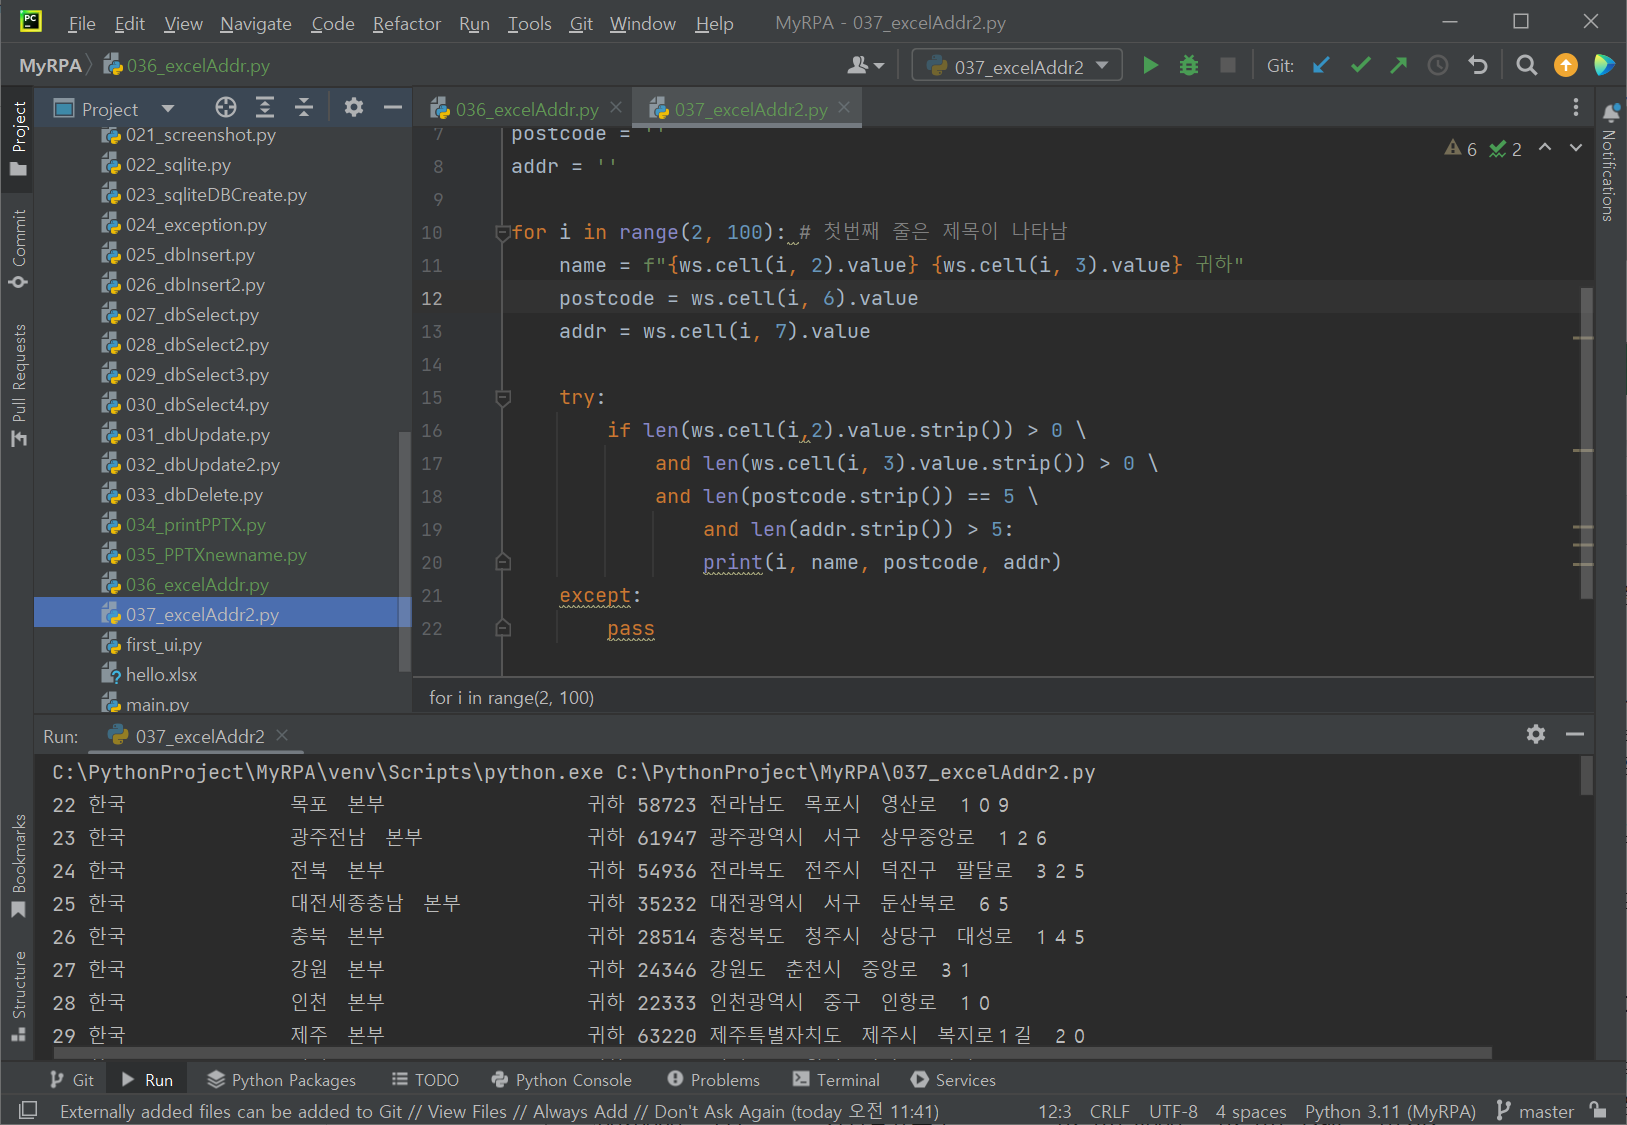 File Edit View Navigate Code Refactor Run Tools Git Window Help MyRPA - 037_excelAddr2.py
MyRPA 036_excelAddr.py 037_excelAddr2 Git:
Project
Commit
Pull Requests
Bookmarks
Structure
Project
021_screenshot.py
022_sqlite.py
023_sqliteDBCreate.py
024_exception.py
025_dbInsert.py
026_dbInsert2.py
027_dbSelect.py
028_dbSelect2.py
029_dbSelect3.py
030_dbSelect4.py
031_dbUpdate.py
032_dbUpdate2.py
033_dbDelete.py
034_printPPTX.py
035_PPTXnewname.py
036_excelAddr.py
037_excelAddr2.py
first_ui.py
hello.xlsx
main.py
036_excelAddr.py 037_excelAddr2.py
6 2
Notifications
7 postcode = ''
8 addr = ''
9
10 for i in range(2, 100): # 첫번째 줄은 제목이 나타남
11 name = f"{ws.cell(i, 2).value} {ws.cell(i, 3).value} 귀하"
12 postcode = ws.cell(i, 6).value
13 addr = ws.cell(i, 7).value
14
15 try:
16 if len(ws.cell(i,2).value.strip()) > 0 \
17 and len(ws.cell(i, 3).value.strip()) > 0 \
18 and len(postcode.strip()) == 5 \
19 and len(addr.strip()) > 5:
20 print(i, name, postcode, addr)
21 except:
22 pass
for i in range(2, 100)
Run: 037_excelAddr2
C:\PythonProject\MyRPA\venv\Scripts\python.exe C:\PythonProject\MyRPA\037_excelAddr2.py
22 한국 목포 본부 귀하 58723 전라남도 목포시 영산로 109
23 한국 광주전남 본부 귀하 61947 광주광역시 서구 상무중앙로 126
24 한국 전북 본부 귀하 54936 전라북도 전주시 덕진구 팔달로 325
25 한국 대전세종충남 본부 귀하 35232 대전광역시 서구 둔산북로 65
26 한국 충북 본부 귀하 28514 충청북도 청주시 상당구 대성로 145
27 한국 강원 본부 귀하 24346 강원도 춘천시 중앙로 31
28 한국 인천 본부 귀하 22333 인천광역시 중구 인항로 10
29 한국 제주 본부 귀하 63220 제주특별자치도 제주시 복지로1길 20
Git Run Python Packages TODO Python Console Problems Terminal Services
Externally added files can be added to Git // View Files // Always Add // Don't Ask Again (today 오전 11:41) 12:3 CRLF UTF-8 4 spaces Python 3.11 (MyRPA) master